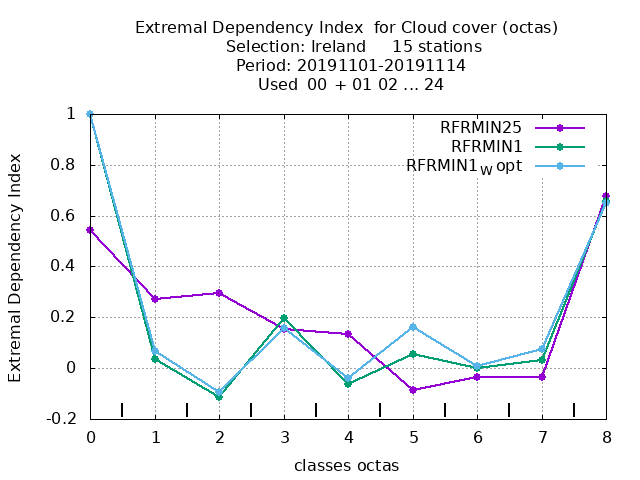 Extremal Dependency Index  for Cloud cover (octas)
Selection: Ireland     15 stations
Period: 20191101-20191114
Used  00  + 01 02 ... 24
RFRMIN25
RFRMIN1
RFRMIN1W opt
Extremal Dependency Index
1
0.8
0.6
0.4
0.2
0
-0.2
0 1 2 3 4 5 6 7 8
classes octas